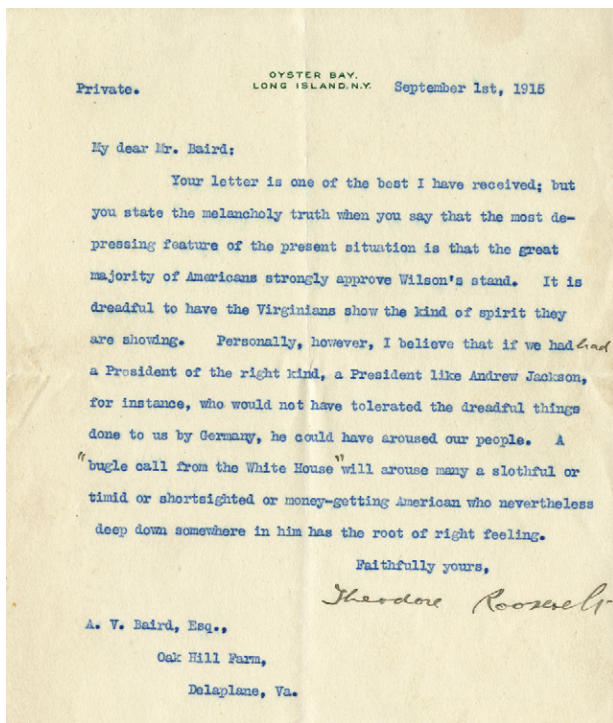 OYSTER BAY.
Private. LONG ISLAND, N.Y. September 1st, 1915
My dear Mr. Baird:
Your letter is one of the best I have received; but
you state the melancholy truth when you say that the most de-
pressing feature of the present situation is that the great
majority of Americans strongly approve Wilson's stand. It is
dreadful to have the Virginians show the kind of spirit they
are showing. Personally, however, I believe that if we had had
a President of the right kind, a President like Andrew Jackson,
for instance, who would not have tolerated the dreadful things
done to us by Germany, he could have aroused our people. A
"bugle call from the White House" will arouse many a slothful or
timid or shortsighted or money-getting American who nevertheless
deep down somewhere in him has the root of right feeling.
Faithfully yours,
Theodore Roosevelt
A. V. Baird, Esq.,
Oak Hill Farm,
Delaplane, Va.